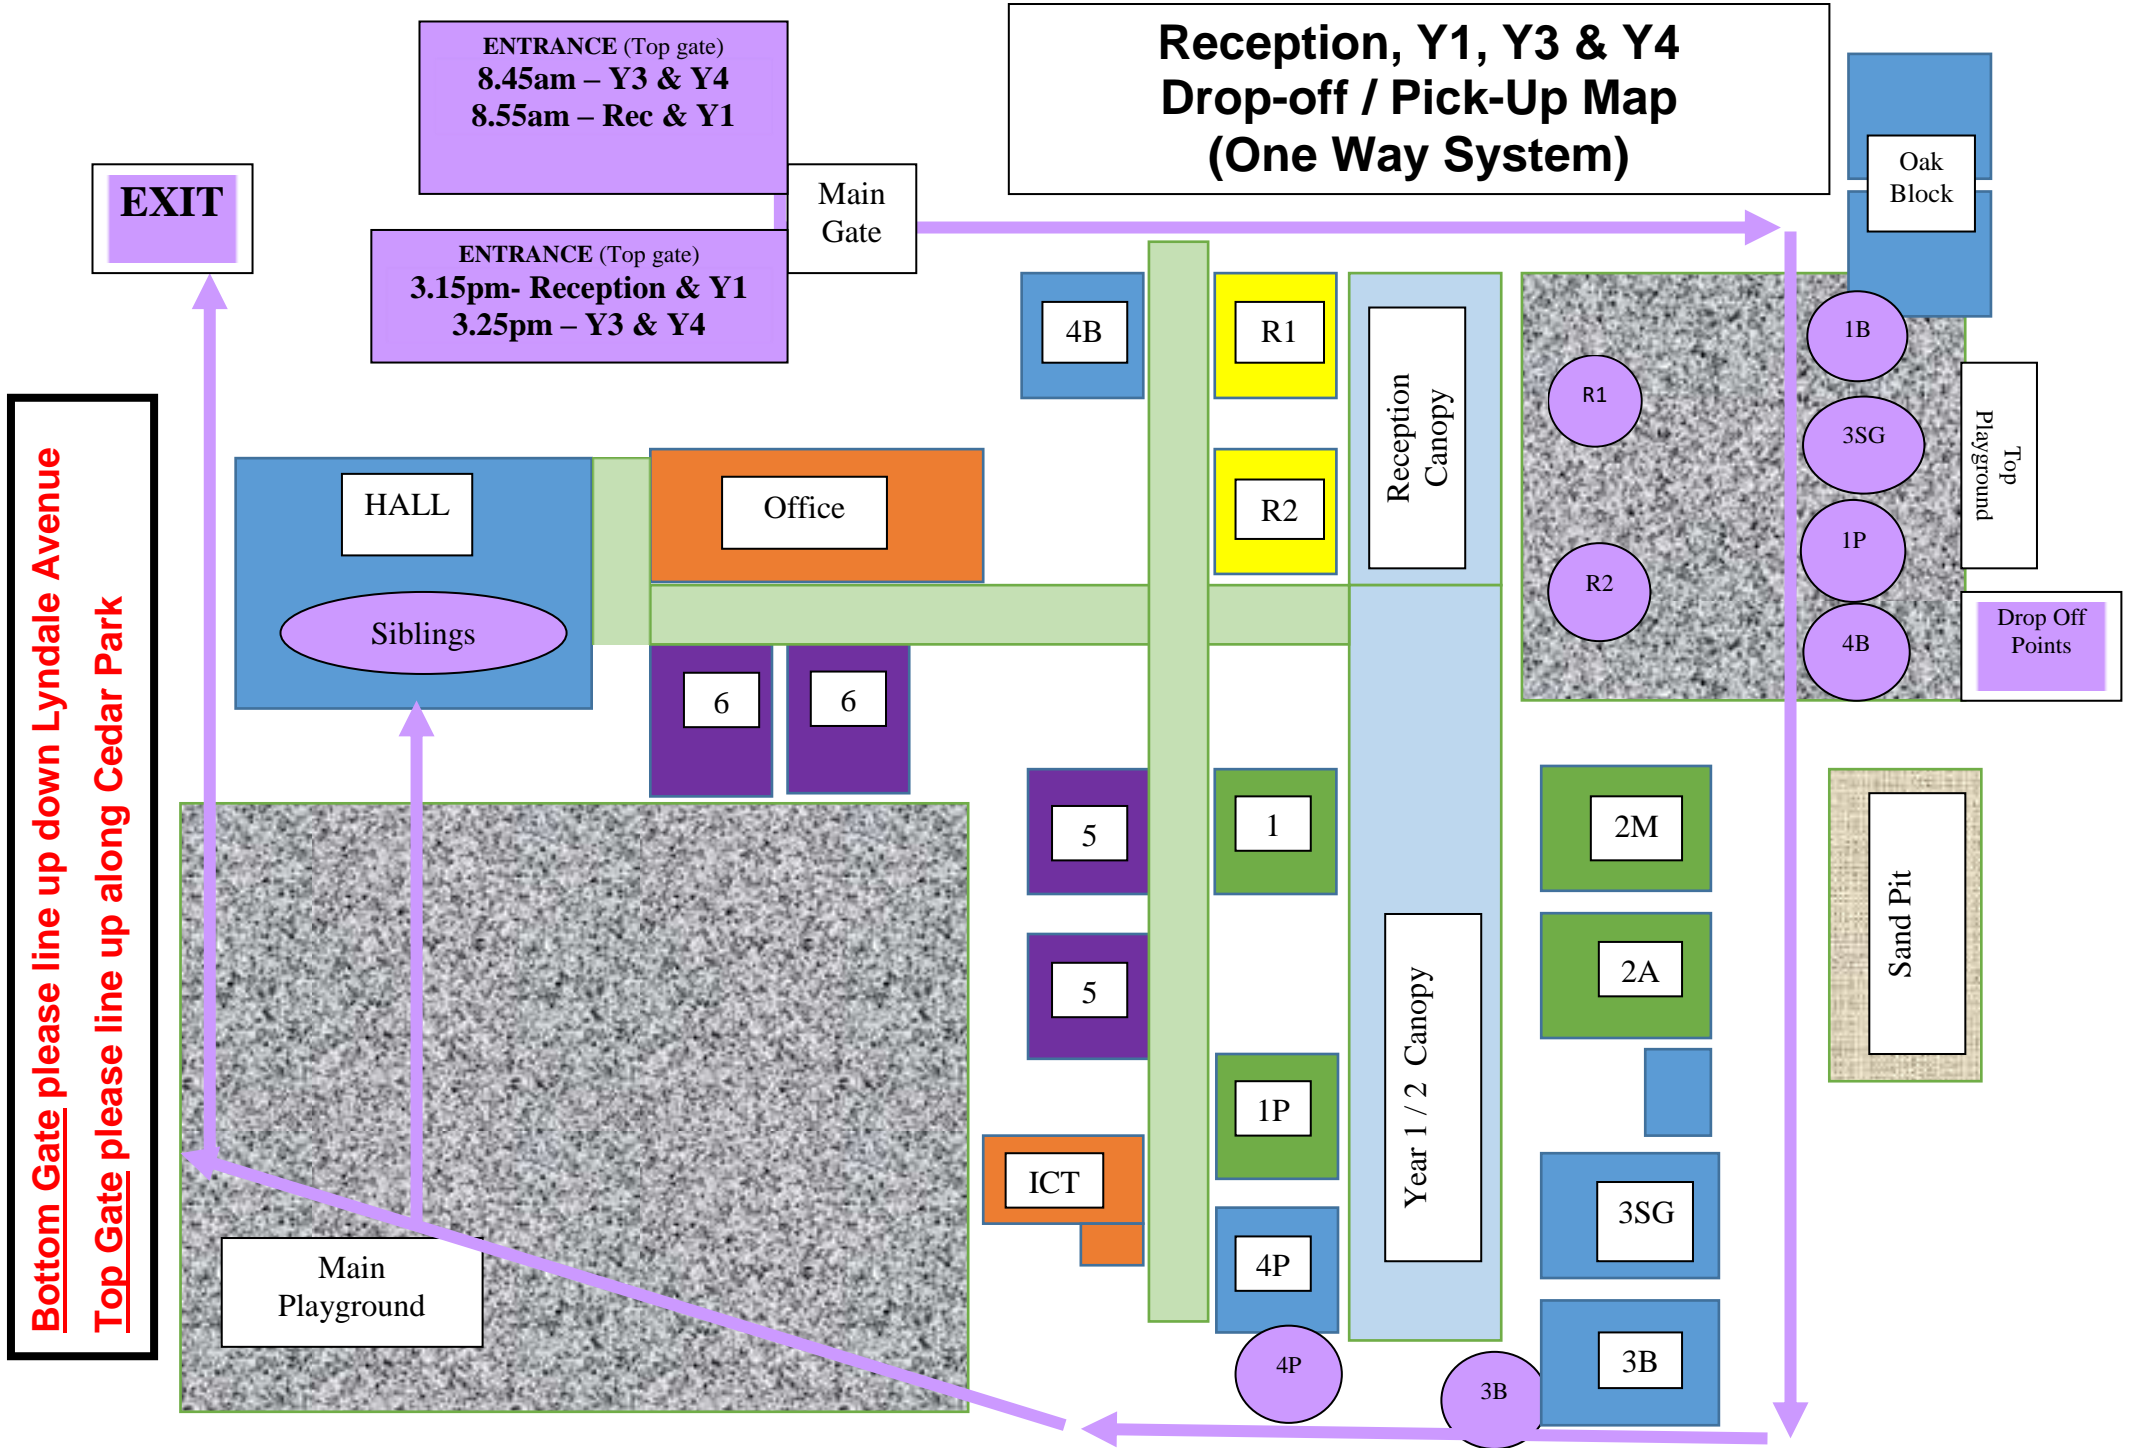 ENTRANCE (Top gate)
8.45am – Y3 & Y4
8.55am – Rec & Y1
Reception, Y1, Y3 & Y4
Drop-off / Pick-Up Map
(One Way System)
Oak
Block
EXIT
Main
Gate
ENTRANCE (Top gate)
3.15pm- Reception & Y1
3.25pm – Y3 & Y4
4B
R1
Reception
Canopy
R1
1B
3SG
Top
Playground
HALL
Office
R2
1P
R2
Drop Off
Points
4B
Siblings
6
6
Bottom Gate please line up down Lyndale Avenue
Top Gate please line up along Cedar Park
5
1
2M
Sand Pit
5
2A
Year 1 / 2 Canopy
1P
ICT
3SG
4P
Main
Playground
4P
3B
3B